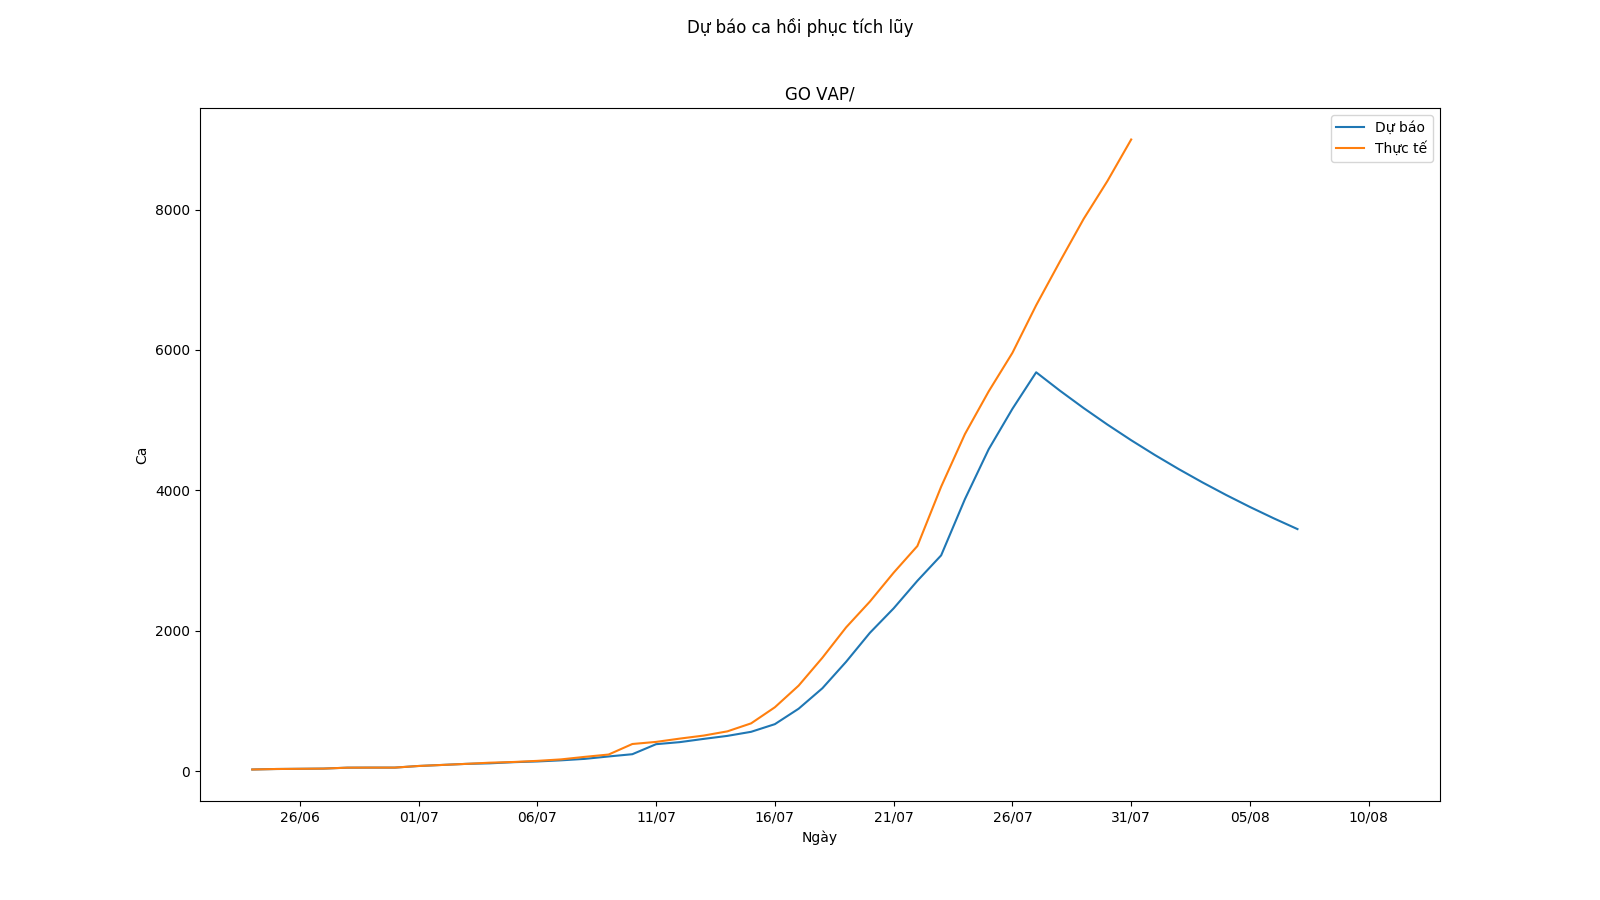 Dự báo ca hồi phục tích lũy
GO VAP/
Dự báo
Thực tế
8000
6000
4000
2000
0
Ca
26/06 01/07 06/07 11/07 16/07 21/07 26/07 31/07 05/08 10/08
Ngày